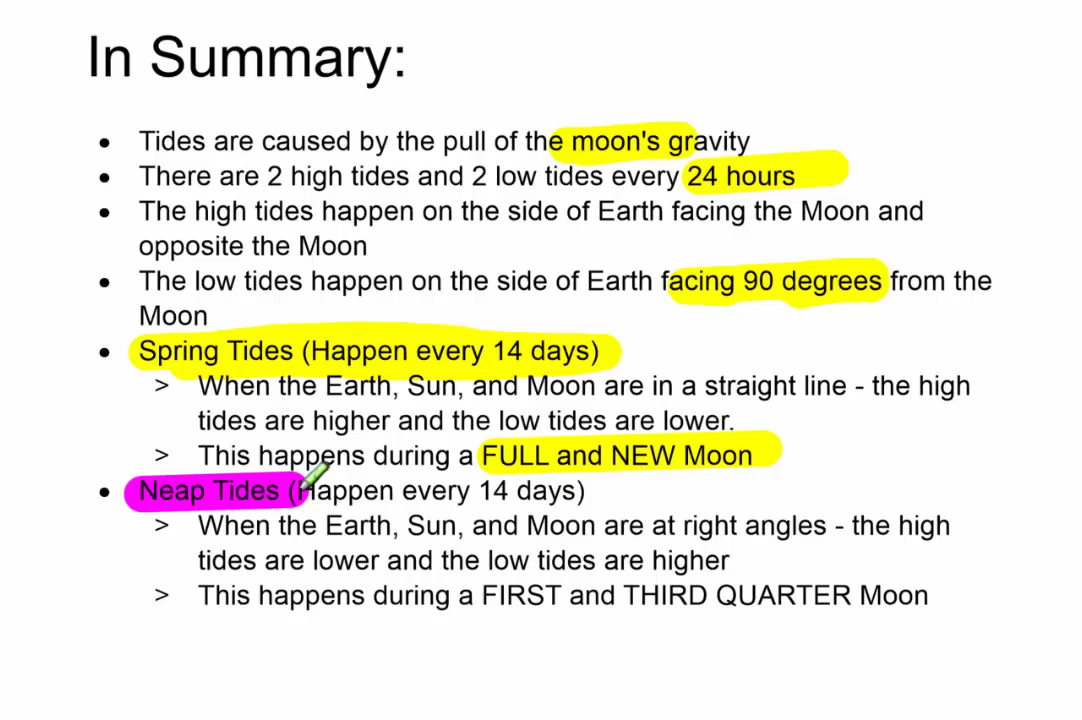 In Summary:
• Tides are caused by the pull of the moon's gravity
• There are 2 high tides and 2 low tides every 24 hours
• The high tides happen on the side of Earth facing the Moon and
opposite the Moon
• The low tides happen on the side of Earth facing 90 degrees from the
Moon
• Spring Tides (Happen every 14 days)
> When the Earth, Sun, and Moon are in a straight line - the high
tides are higher and the low tides are lower.
> This happens during a FULL and NEW Moon
• Neap Tides (Happen every 14 days)
> When the Earth, Sun, and Moon are at right angles - the high
tides are lower and the low tides are higher
> This happens during a FIRST and THIRD QUARTER Moon